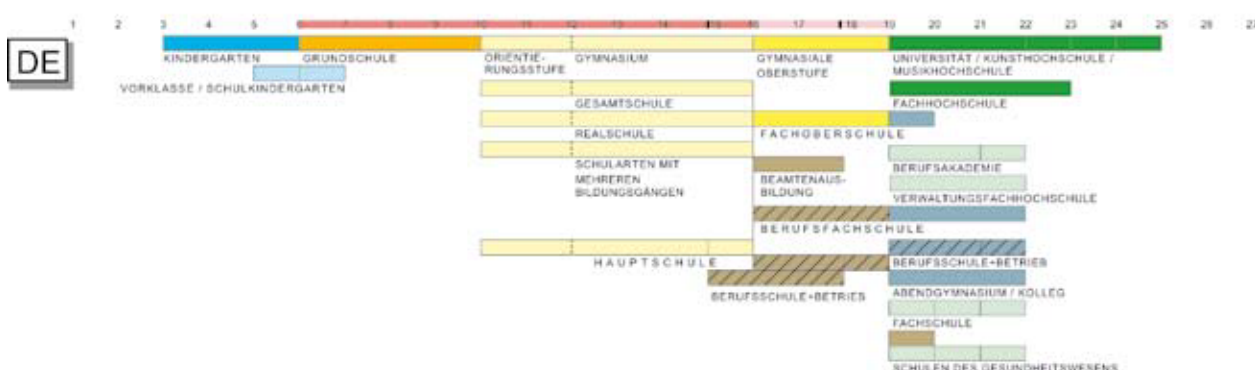 1 2 3 4 5 6 7 8 9 10 11 12 13 14 15 16 17 18 19 20 21 22 23 24 25 26
DE
KINDERGARTEN GRUNDSCHULE ORIENTIE- GYMNASIUM GYMNASIALE UNIVERSITÄT / KUNSTHOCHSCHULE /
RUNGSSTUFE OBERSTUFE MUSIKHOCHSCHULE
VORKLASSE / SCHULKINDERGARTEN
GESAMTSCHULE FACHHOCHSCHULE
REALSCHULE FACHOBERSCHULE
SCHULARTEN MIT BERUFSAKADEMIE
MEHREREN BEAMTENAUS-
BILDUNGSGÄNGEN BILDUNG VERWALTUNGSFACHHOCHSCHULE
BERUFSFACHSCHULE
HAUPTSCHULE BERUFSSCHULE+BETRIEB
BERUFSSCHULE+BETRIEB ABENDGYMNASIUM / KOLLEG
FACHSCHULE
SCHULEN DES GESUNDHEITSWESENS